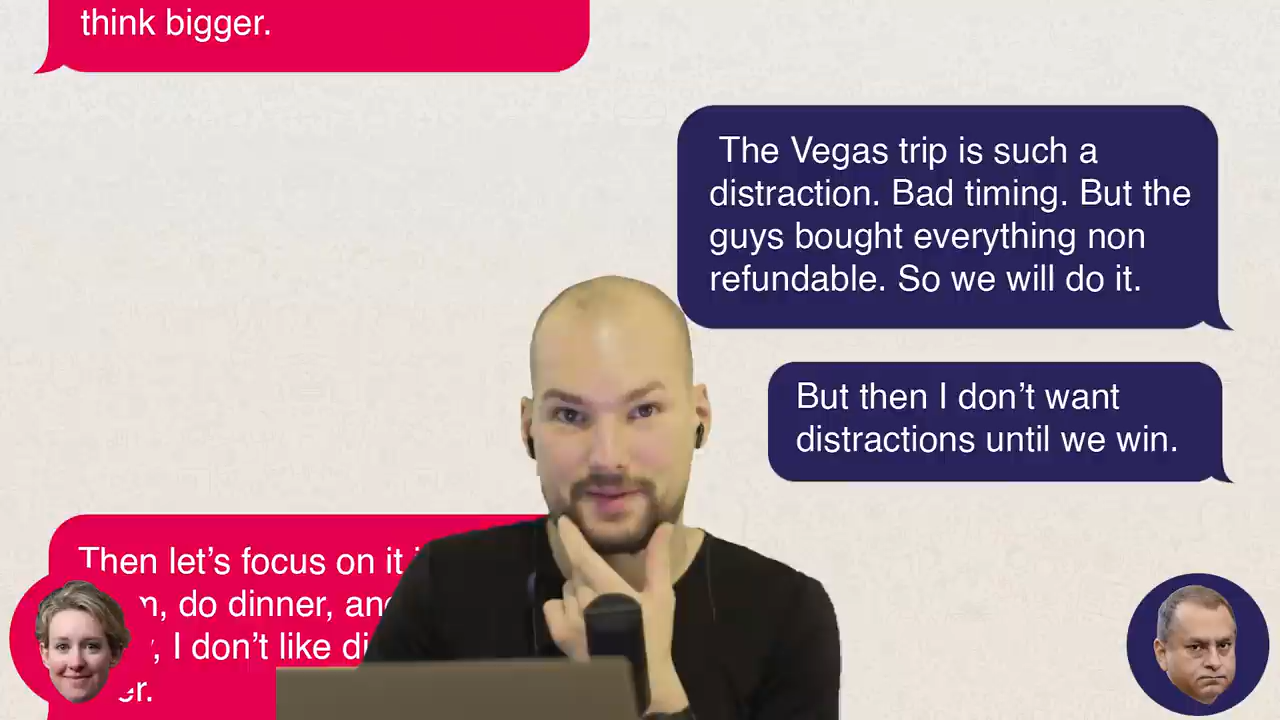 think bigger.
The Vegas trip is such a
distraction. Bad timing. But the
guys bought everything non
refundable. So we will do it.
But then I don't want
distractions until we win.
Then let's focus on it
do dinner,
I don't like